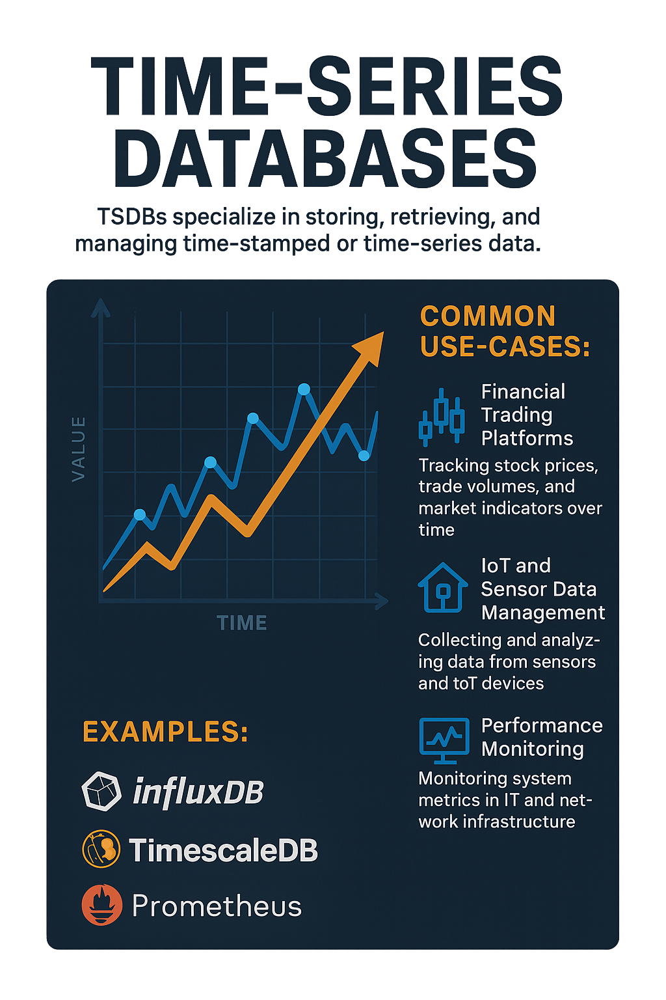 TIME-SERIES
DATABASES
TSDBs specialize in storing, retrieving, and
managing time-stamped or time-series data.
VALUE
TIME
COMMON
USE-CASES:
Financial
Trading
Platforms
Tracking stock prices,
trade volumes, and
market indicators over
time
IoT and
Sensor Data
Management
Collecting and analyz-
ing data from sensors
and toT devices
Performance
Monitoring
Monitoring system
metrics in IT and net-
work infrastructure
EXAMPLES:
influxDB
TimescaleDB
Prometheus